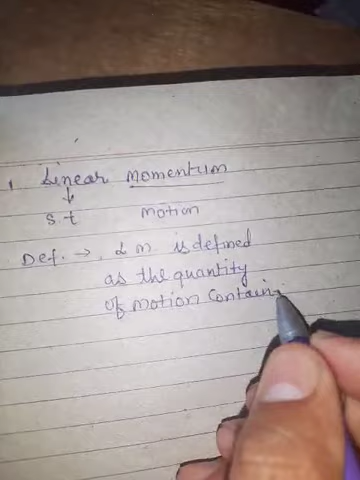 1 Linear Momentum
↓
S.t Motion
Def. → L M is defined
as the quantity
of motion Contain